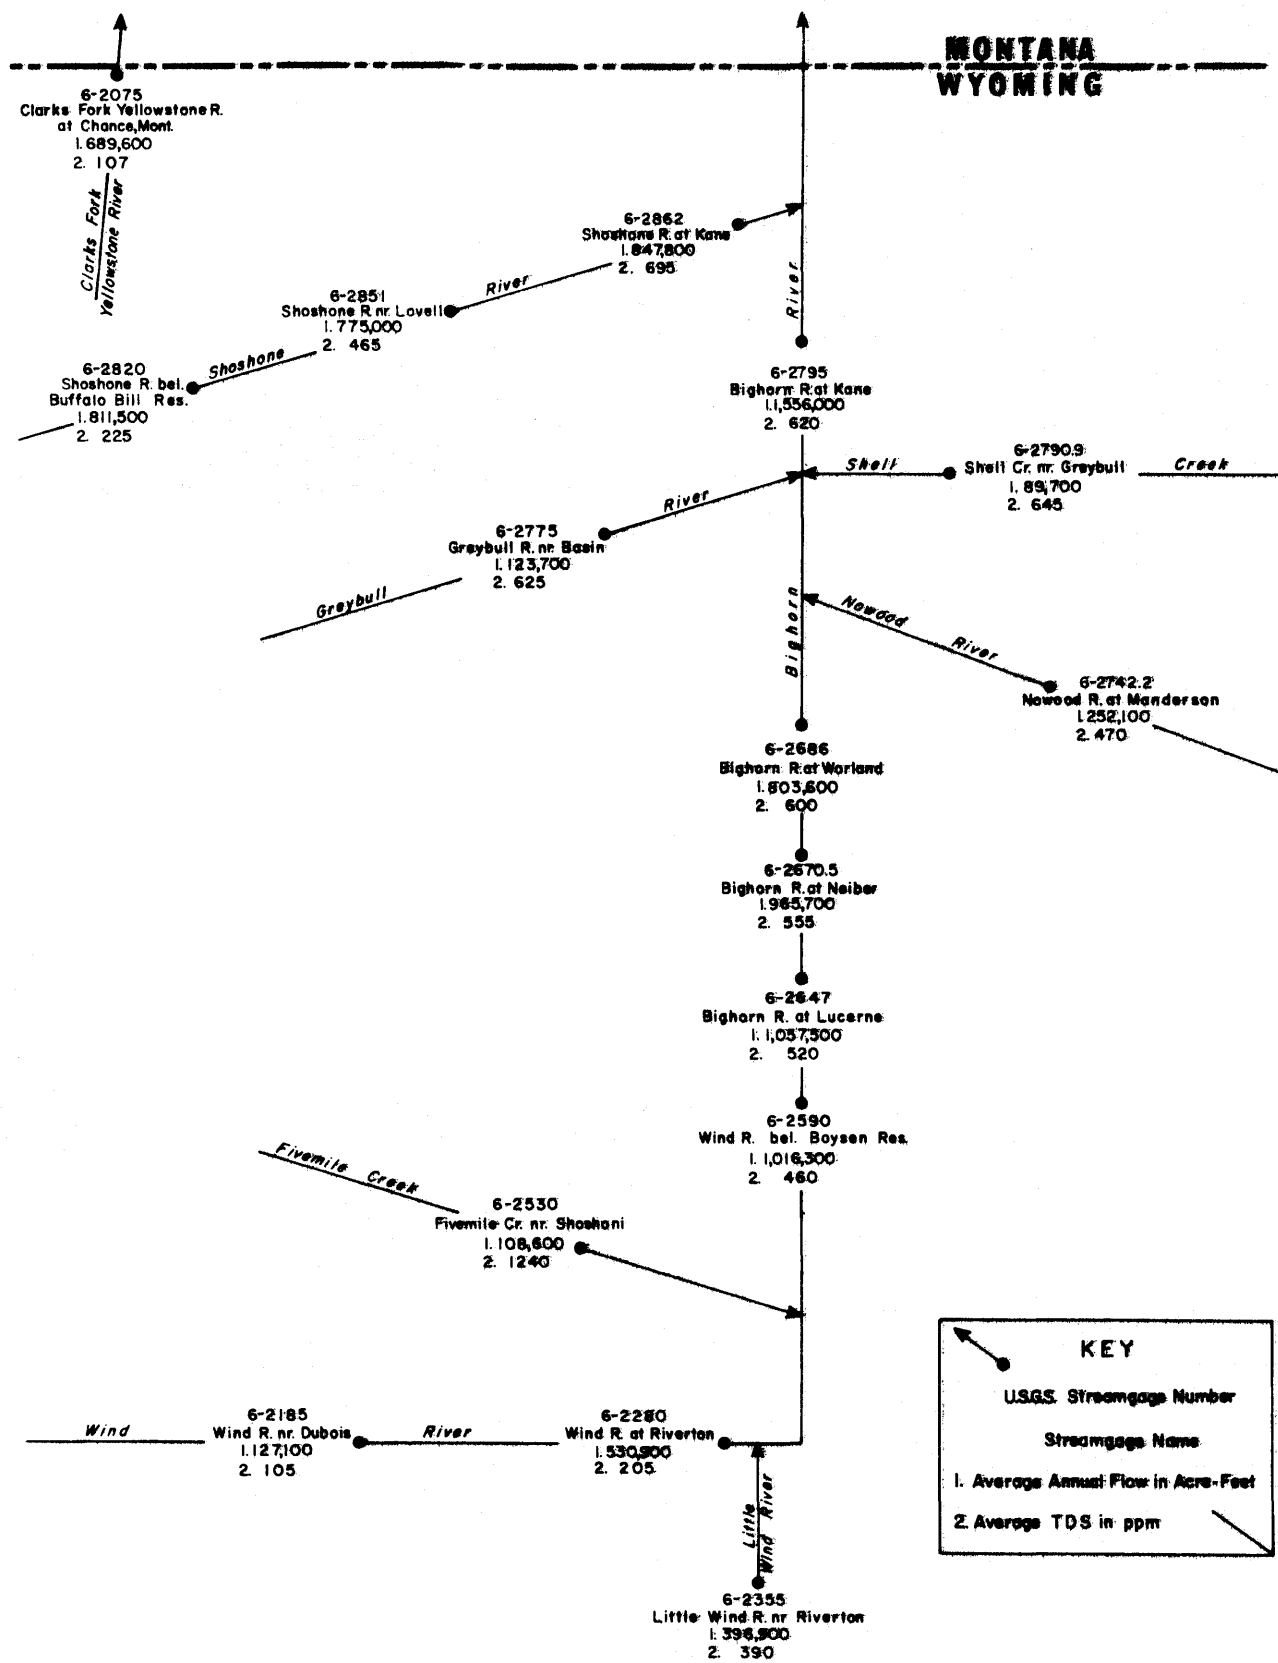 MONTANA
WYOMING
6-2075
Clarks Fork Yellowstone R.
at Chance, Mont.
1. 689,600
2. 107
Clarks Fork
Yellowstone River
6-2862
Shoshone R. at Kane
1. 847,800
2. 695
River
6-2851
Shoshone R. nr. Lovell
1. 775,000
2. 465
Shoshone
6-2820
Shoshone R. bel.
Buffalo Bill Res.
1. 811,500
2. 225
River
6-2795
Bighorn R. at Kane
1. 1,556,000
2. 620
Shell
6-2790.9
Shell Cr. nr. Greybull
1. 89,700
2. 645
Creek
River
6-2775
Greybull R. nr. Basin
1. 123,700
2. 625
Greybull
Bighorn
Nowood
River
6-2742.2
Nowood R. at Manderson
1. 252,100
2. 470
6-2686
Bighorn R. at Worland
1. 803,600
2. 600
6-2670.5
Bighorn R. at Neiber
1. 965,700
2. 555
6-2647
Bighorn R. at Lucerne
1. 1,057,500
2. 520
6-2590
Wind R. bel. Boysen Res.
1. 1,016,300
2. 460
Fivemile Creek
6-2530
Fivemile Cr. nr. Shoshoni
1. 108,600
2. 1240
Wind
6-2185
Wind R. nr. Dubois
1. 127,100
2. 105
River
6-2280
Wind R. at Riverton
1. 530,900
2. 205
Little
Wind River
6-2355
Little Wind R. nr Riverton
1. 396,900
2. 390
KEY
U.S.G.S. Streamgage Number
Streamgage Name
1. Average Annual Flow in Acre-Feet
2. Average TDS in ppm